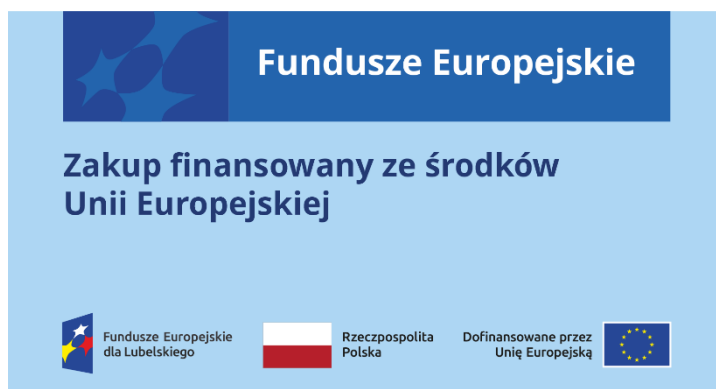 Fundusze Europejskie
Zakup finansowany ze środków
Unii Europejskiej
Fundusze Europejskie
dla Lubelskiego
Rzeczpospolita
Polska
Dofinansowane przez
Unię Europejską